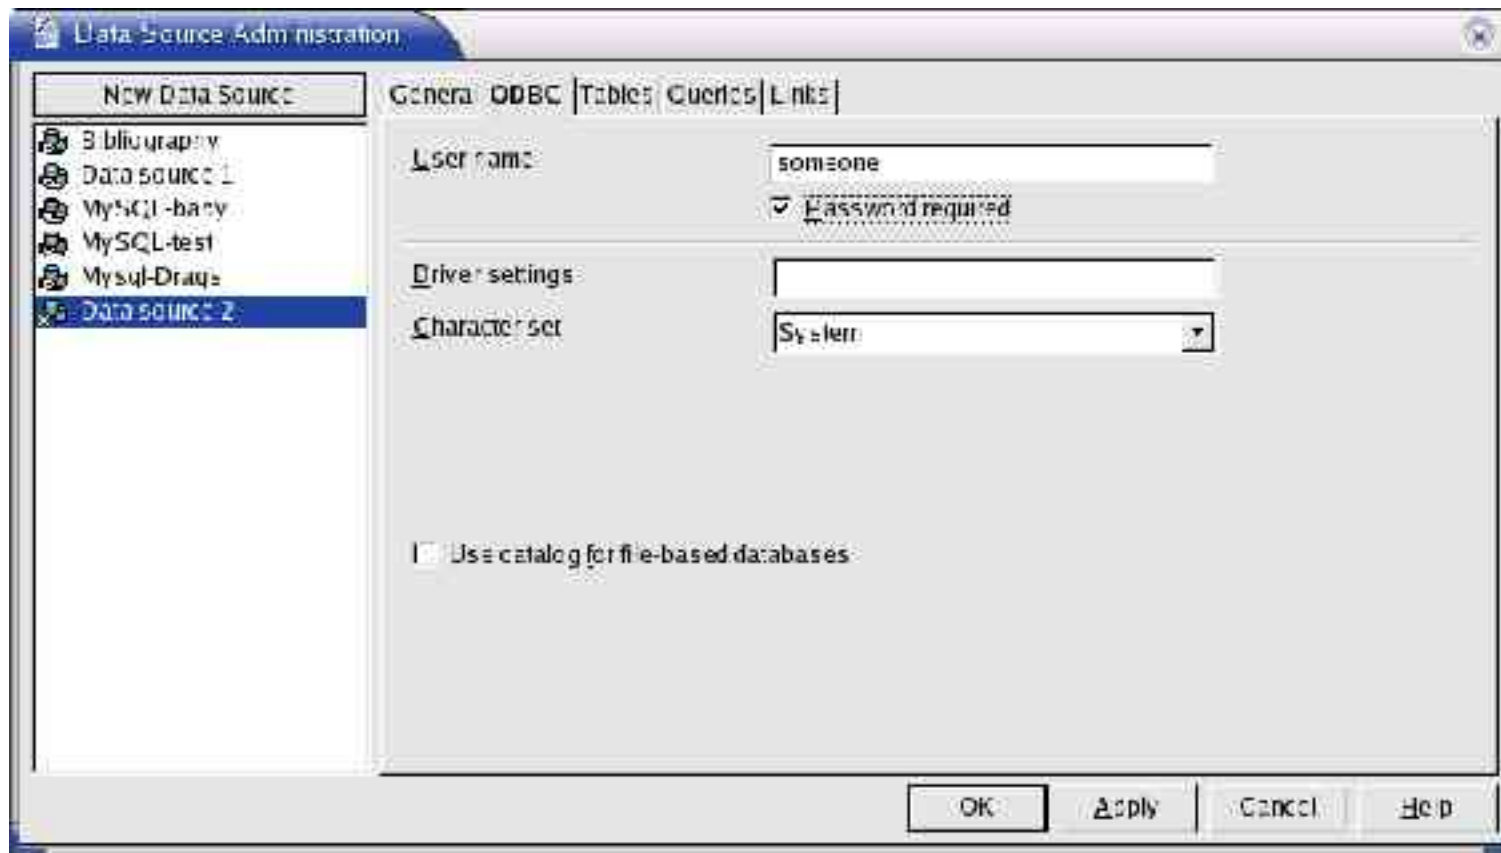 Data Source Administration
New Data Source
General ODBC Tables Queries Links
Bibliography
Data source 1
MySQL-baby
MySQL-test
Mysql-Drags
Data source 2
User name
someone
Password required
Driver settings
Character set
System
Use catalog for file-based databases
OK Apply Cancel Help